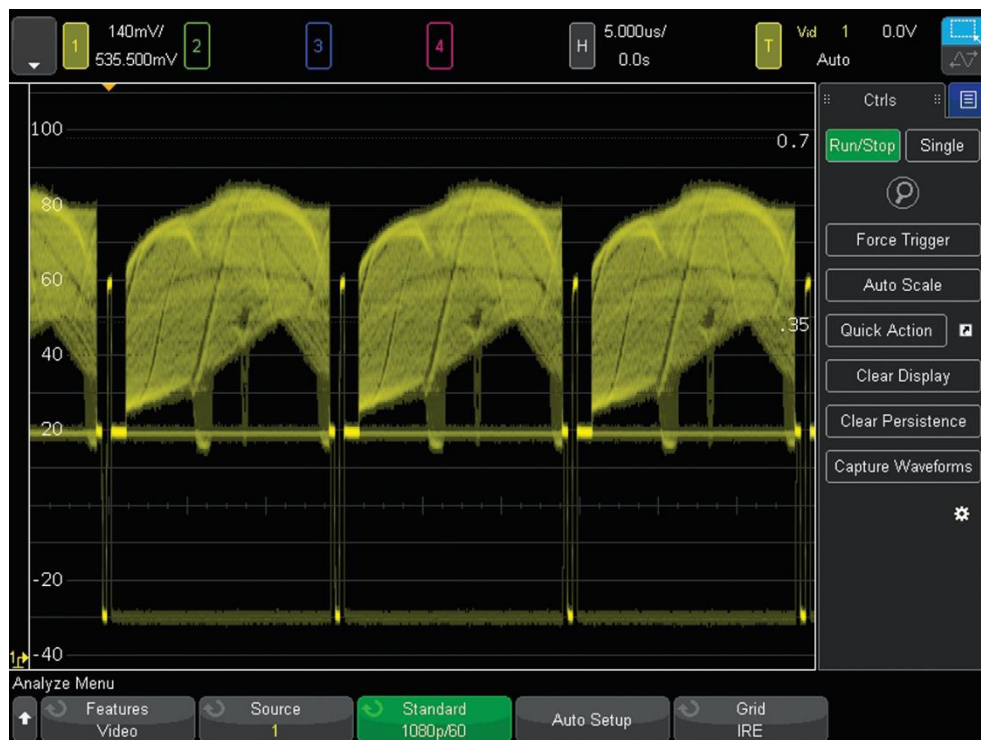 1 140mV/ 535.500mV 2 3 4 H 5.000us/ 0.0s T Vid 1 0.0V Auto
Ctrls
100
0.7
Run/Stop Single
80
Force Trigger
60
Auto Scale
.35
Quick Action
40
Clear Display
20
Clear Persistence
Capture Waveforms
-20
1
-40
Analyze Menu
Features Source Standard Auto Setup Grid
Video 1 1080p/60 IRE